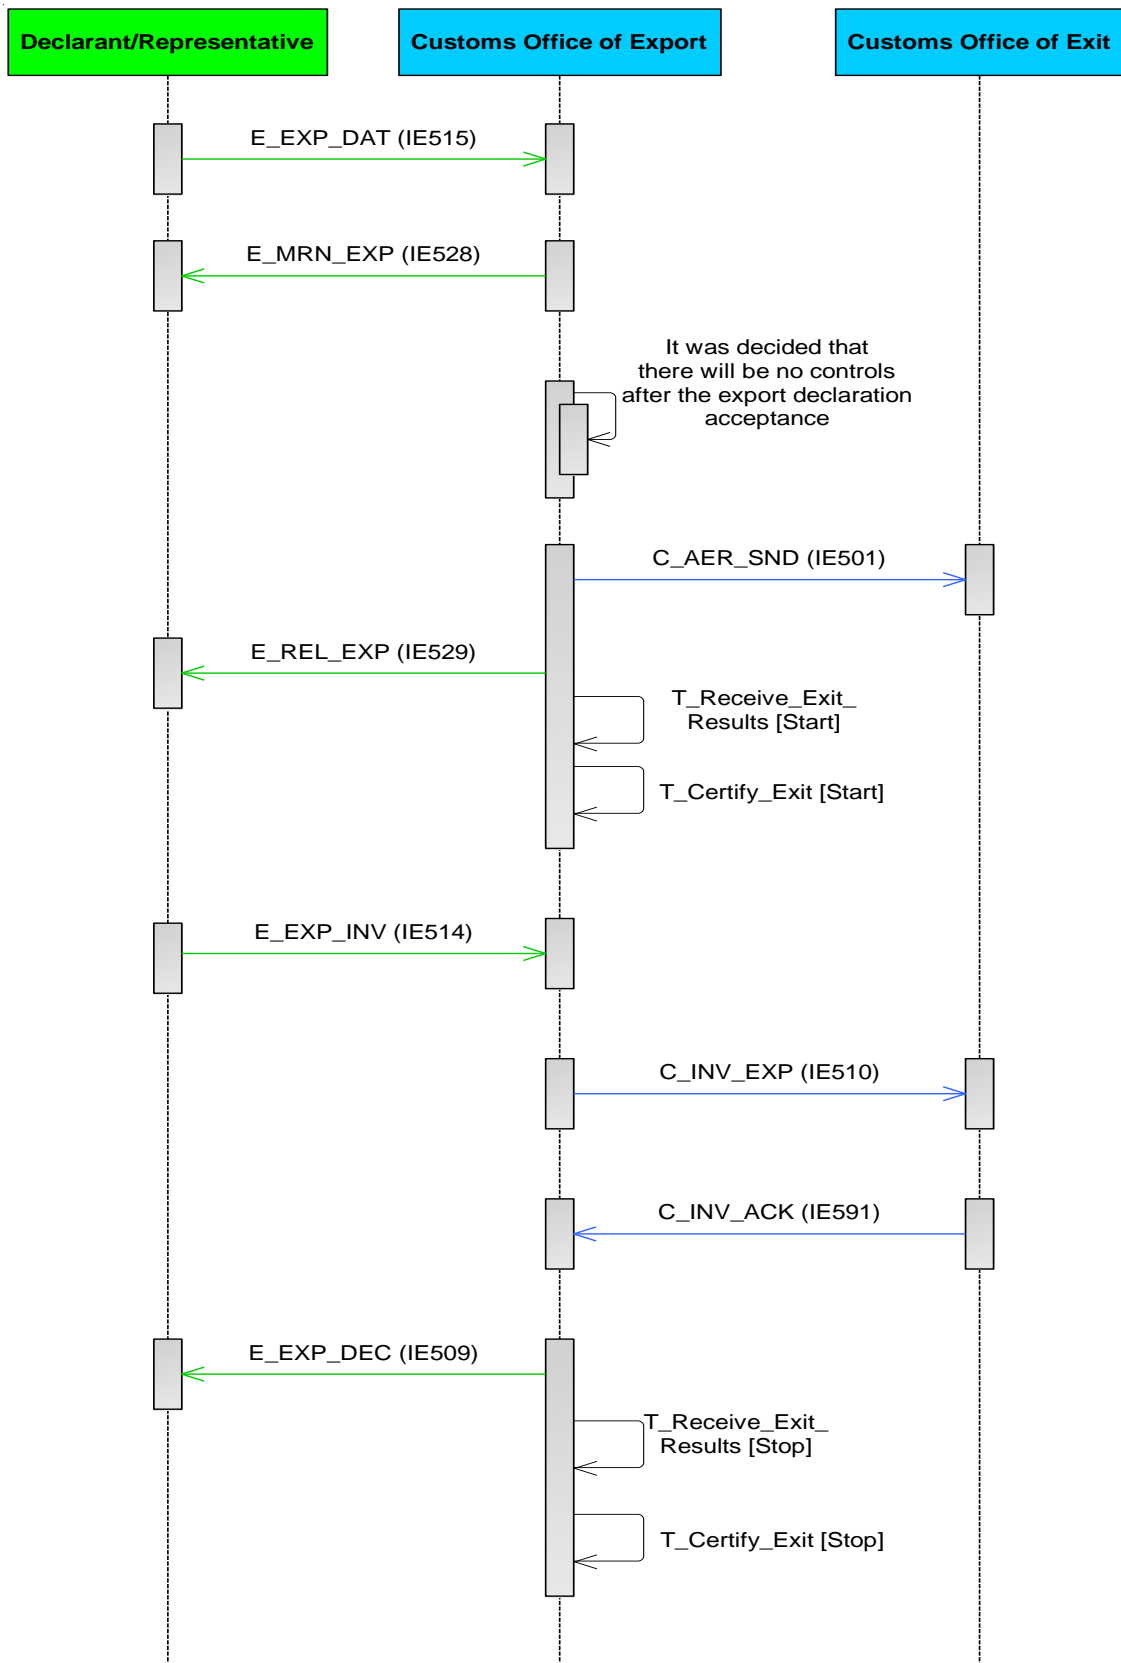 Declarant/Representative
Customs Office of Export
Customs Office of Exit
E_EXP_DAT (IE515)
E_MRN_EXP (IE528)
It was decided that
there will be no controls
after the export declaration
acceptance
C_AER_SND (IE501)
E_REL_EXP (IE529)
T_Receive_Exit_
Results [Start]
T_Certify_Exit [Start]
E_EXP_INV (IE514)
C_INV_EXP (IE510)
C_INV_ACK (IE591)
E_EXP_DEC (IE509)
T_Receive_Exit_
Results [Stop]
T_Certify_Exit [Stop]